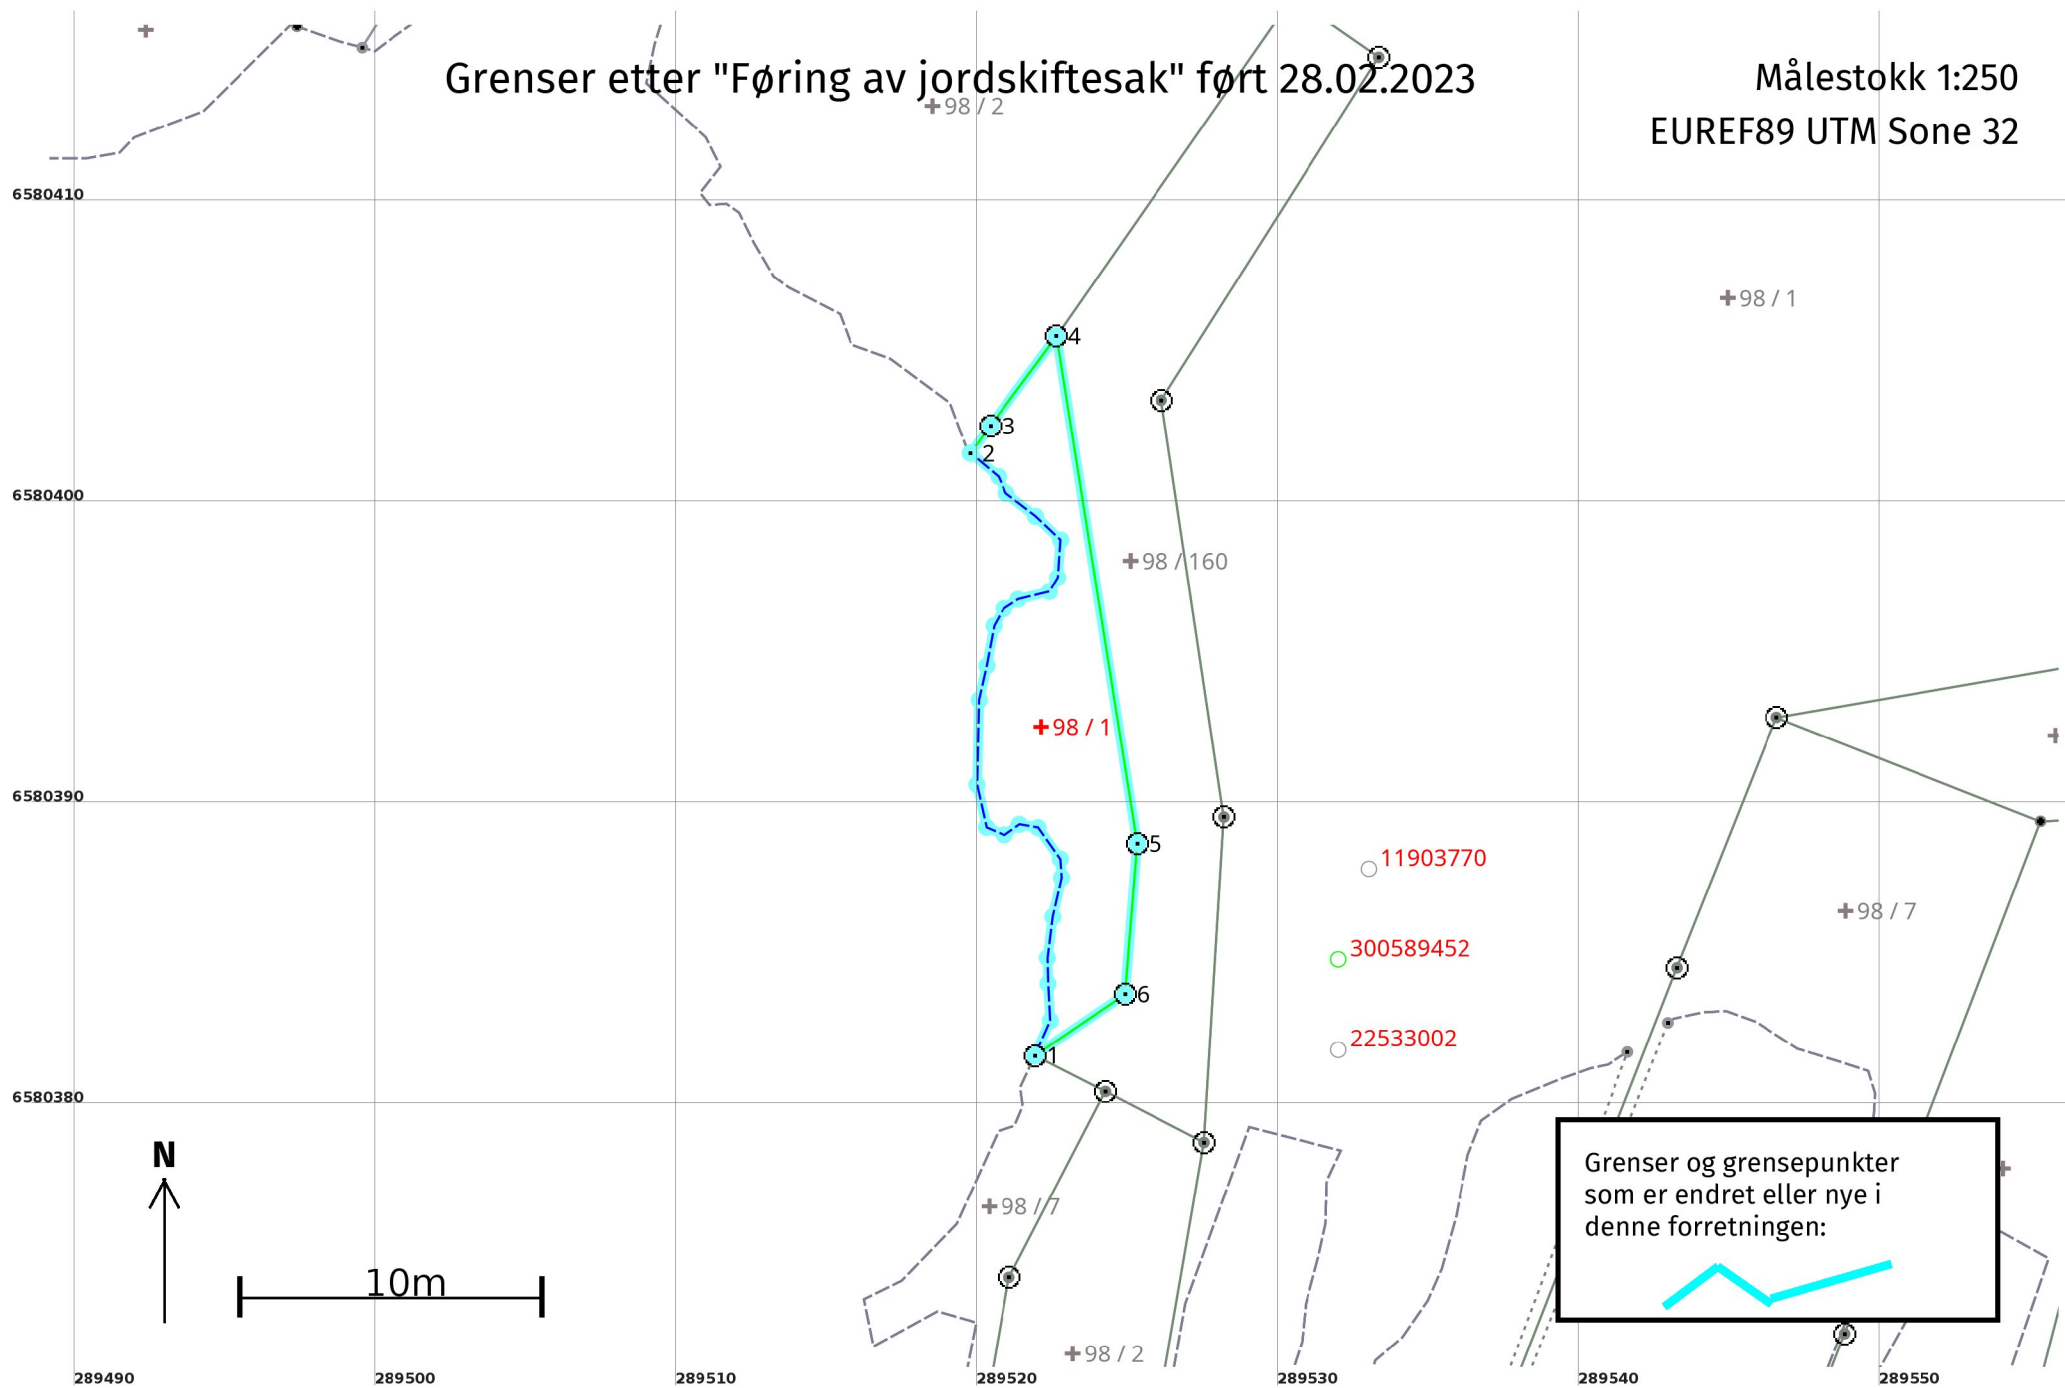 Grenser etter "Føring av jordskiftesak" ført 28.02.2023
Målestokk 1:250
EUREF89 UTM Sone 32
98 / 2
6580410
98 / 1
4
3
2
6580400
98 / 160
98 / 1
6580390
5
11903770
98 / 7
300589452
6
22533002
1
6580380
N
Grenser og grensepunkter
som er endret eller nye i
denne forretningen:
98 / 7
10m
98 / 2
289490
289500
289510
289520
289530
289540
289550